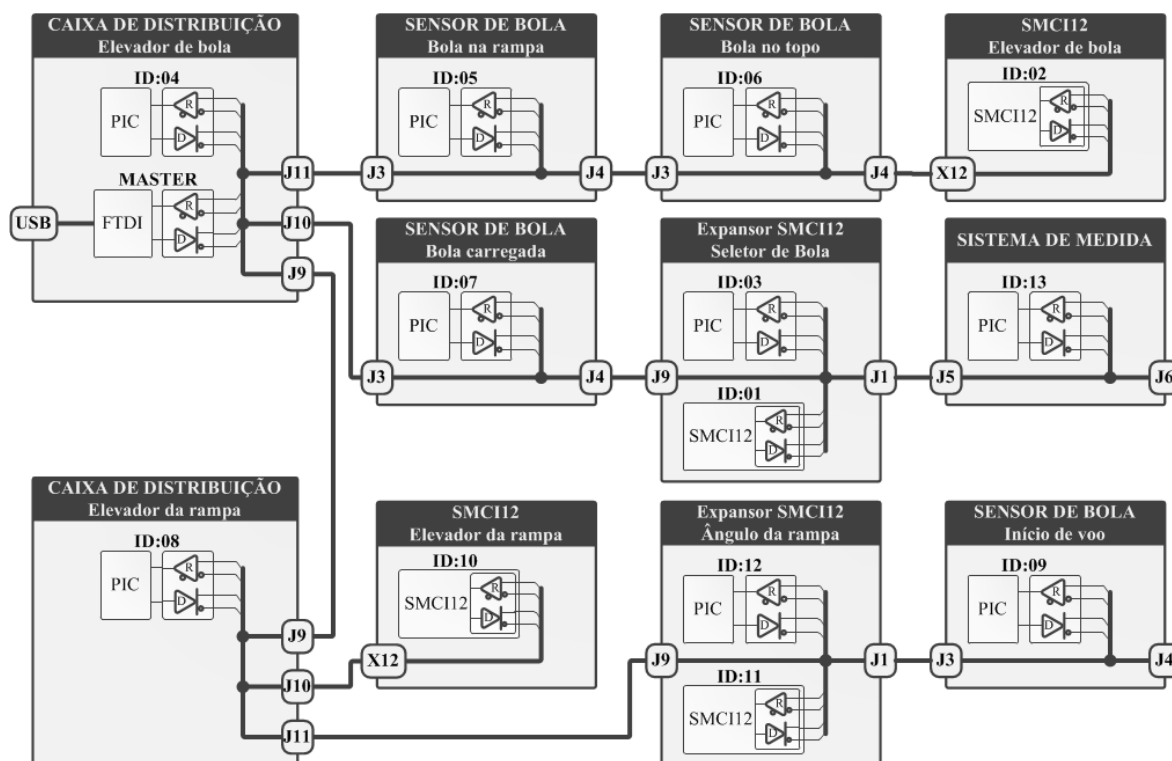 CAIXA DE DISTRIBUIÇÃO
Elevador de bola
ID:04
PIC
R
D
MASTER
FTDI
R
D
USB
J11
J10
J9
SENSOR DE BOLA
Bola na rampa
ID:05
PIC
R
D
J3
J4
SENSOR DE BOLA
Bola no topo
ID:06
PIC
R
D
J3
J4
SMCI12
Elevador de bola
ID:02
SMCI12
R
D
X12
SENSOR DE BOLA
Bola carregada
ID:07
PIC
R
D
J3
J4
Expansor SMCI12
Seletor de Bola
ID:03
PIC
R
D
J9
J1
ID:01
SMCI12
R
D
SISTEMA DE MEDIDA
ID:13
PIC
R
D
J5
J6
CAIXA DE DISTRIBUIÇÃO
Elevador da rampa
ID:08
PIC
R
D
J9
J10
J11
SMCI12
Elevador da rampa
ID:10
SMCI12
R
D
X12
Expansor SMCI12
Ângulo da rampa
ID:12
PIC
R
D
J9
J1
ID:11
SMCI12
R
D
SENSOR DE BOLA
Início de voo
ID:09
PIC
R
D
J3
J4